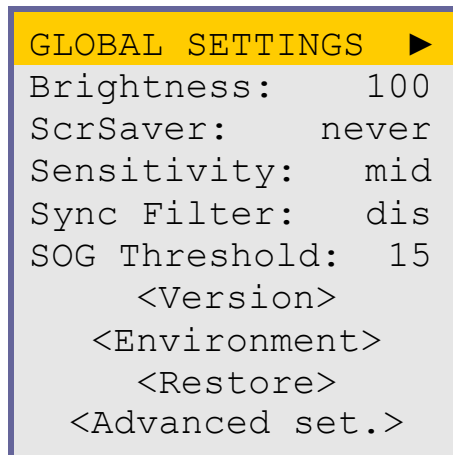 GLOBAL SETTINGS ►
Brightness: 100
ScrSaver: never
Sensitivity: mid
Sync Filter: dis
SOG Threshold: 15
<Version>
<Environment>
<Restore>
<Advanced set.>